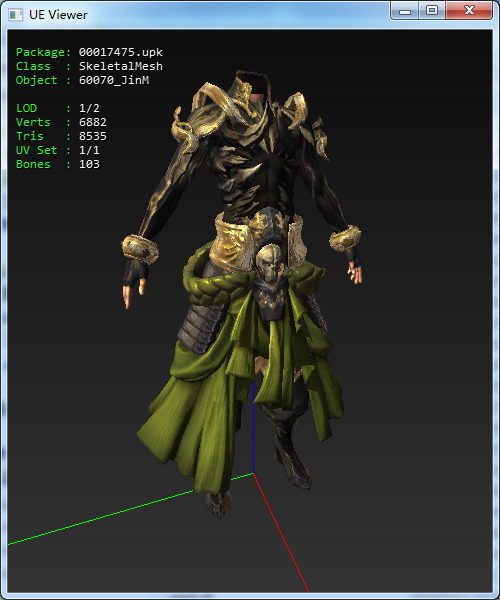 UE Viewer
Package: 00017475.upk
Class : SkeletalMesh
Object : 60070_JinM
LOD : 1/2
Verts : 6882
Tris : 8535
UV Set : 1/1
Bones : 103